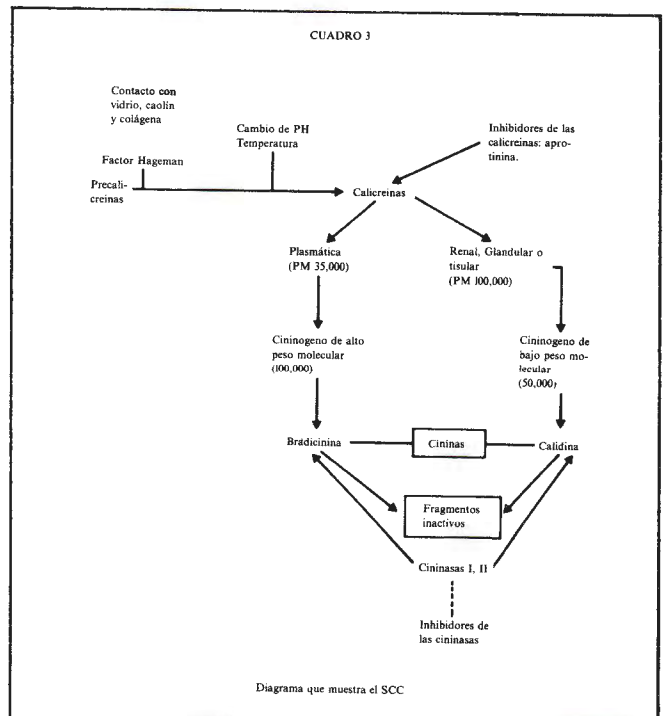 CUADRO 3
Contacto con
vidrio, caolín
y colágena
Cambio de PH
Temperatura
Inhibidores de las
calicreinas: apro-
tinina.
Factor Hageman
Precali-
creinas
Calicreinas
Plasmática
(PM 35,000)
Renal, Glandular o
tisular
(PM 100,000)
Cininogeno de alto
peso molecular
(100,000)
Cininogeno de
bajo peso mo-
lecular
(50,000)
Bradicinina
Cininas
Calidina
Fragmentos
inactivos
Cininasas I, II
Inhibidores de
las cininasas
Diagrama que muestra el SCC